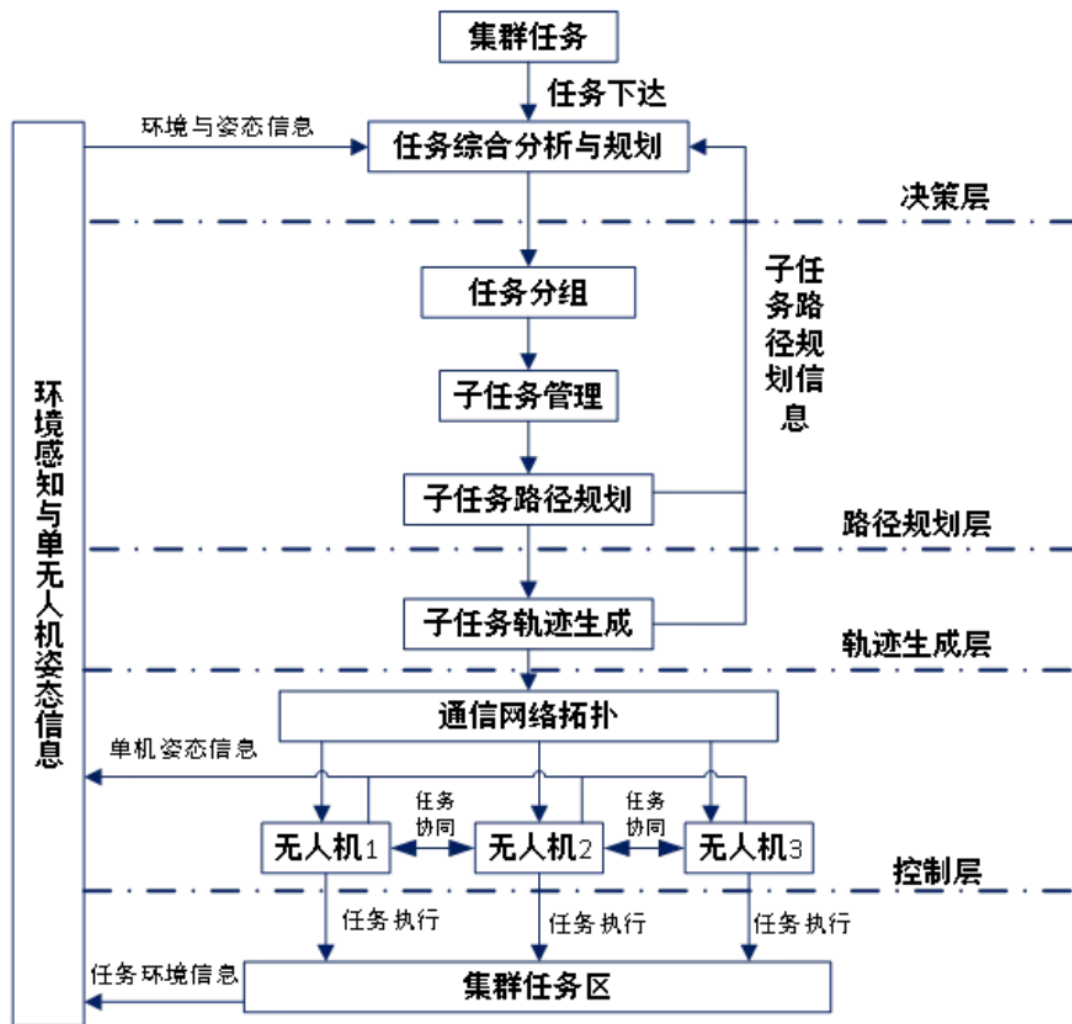 集群任务
任务下达
环境与姿态信息
任务综合分析与规划
决策层
任务分组
子任
务路
径规
划信
息
子任务管理
环境感知与单无人机姿态信息
子任务路径规划
路径规划层
子任务轨迹生成
轨迹生成层
通信网络拓扑
单机姿态信息
任务
协同
任务
协同
无人机1
无人机2
无人机3
控制层
任务执行
任务执行
任务执行
任务环境信息
集群任务区